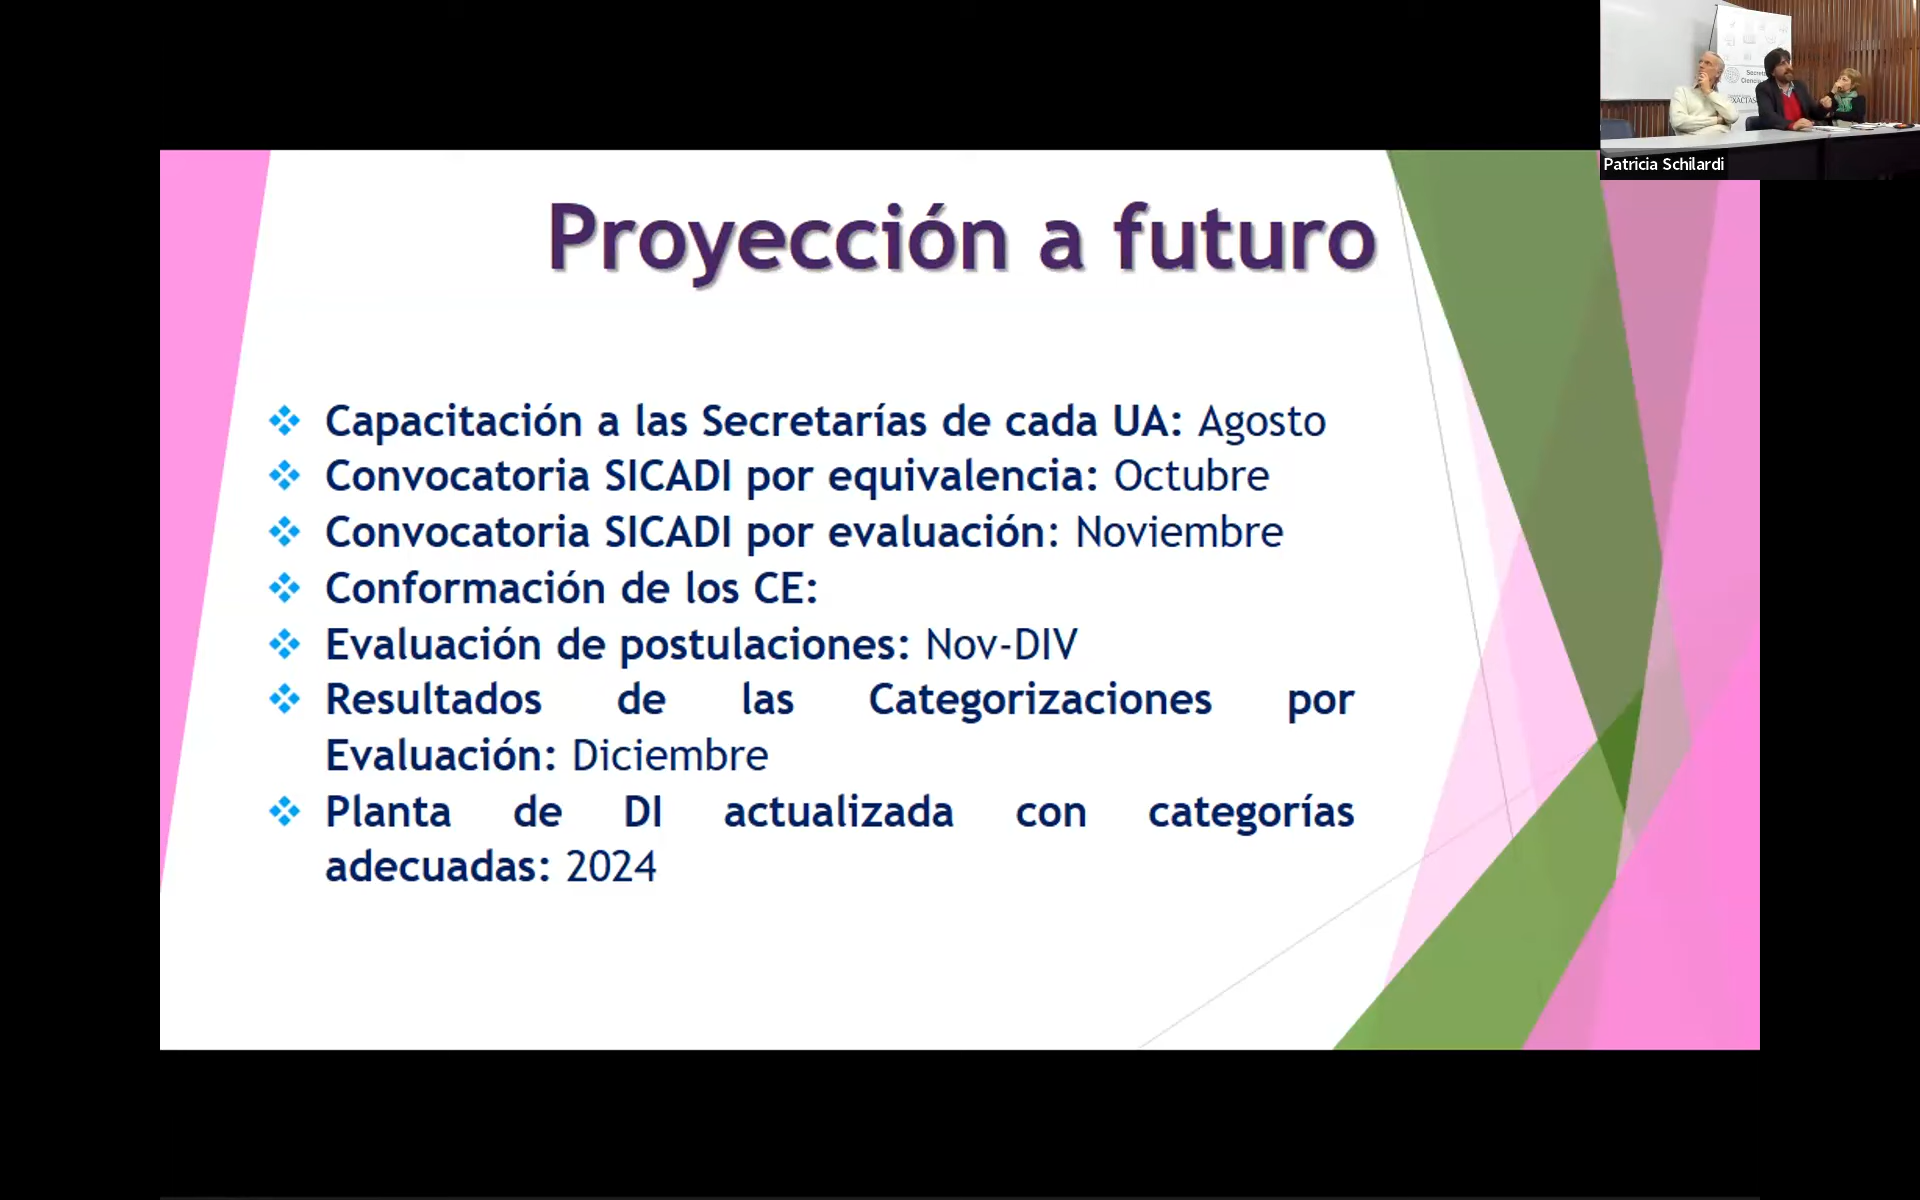 Proyección a futuro
Capacitación a las Secretarías de cada UA: Agosto
Convocatoria SICADI por equivalencia: Octubre
Convocatoria SICADI por evaluación: Noviembre
Conformación de los CE:
Evaluación de postulaciones: Nov-DIV
Resultados de las Categorizaciones por
Evaluación: Diciembre
Planta de DI actualizada con categorías
adecuadas: 2024
Patricia Schilardi